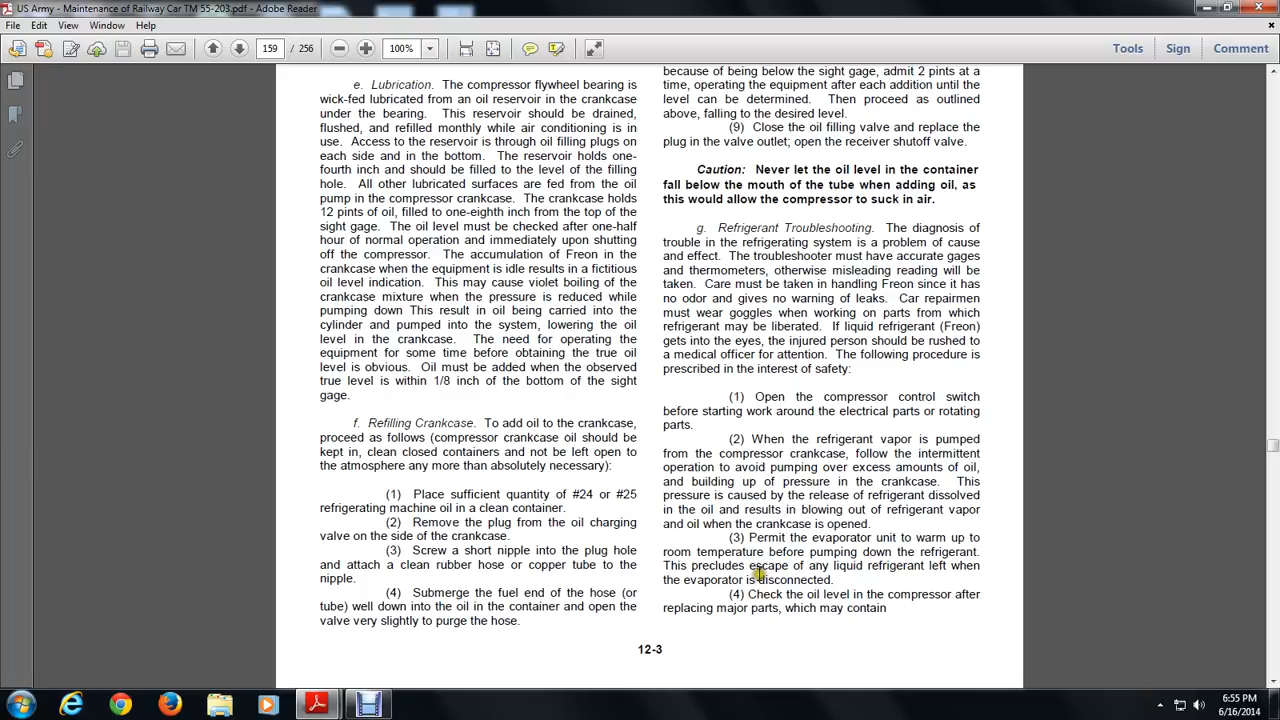 US Army - Maintenance of Railway Car TM 55-203.pdf - Adobe Reader
File Edit View Window Help
159 / 256 100% Tools Sign Comment
e. Lubrication. The compressor flywheel bearing is
wick-fed lubricated from an oil reservoir in the crankcase
under the bearing. This reservoir should be drained,
flushed, and refilled monthly while air conditioning is in
use. Access to the reservoir is through oil filling plugs on
each side and in the bottom. The reservoir holds one-
fourth inch and should be filled to the level of the filling
hole. All other lubricated surfaces are fed from the oil
pump in the compressor crankcase. The crankcase holds
12 pints of oil, filled to one-eighth inch from the top of the
sight gage. The oil level must be checked after one-half
hour of normal operation and immediately upon shutting
off the compressor. The accumulation of Freon in the
crankcase when the equipment is idle results in a fictitious
oil level indication. This may cause violet boiling of the
crankcase mixture when the pressure is reduced while
pumping down This result in oil being carried into the
cylinder and pumped into the system, lowering the oil
level in the crankcase. The need for operating the
equipment for some time before obtaining the true oil
level is obvious. Oil must be added when the observed
true level is within 1/8 inch of the bottom of the sight
gage.
f. Refilling Crankcase. To add oil to the crankcase,
proceed as follows (compressor crankcase oil should be
kept in, clean closed containers and not be left open to
the atmosphere any more than absolutely necessary):
(1) Place sufficient quantity of #24 or #25
refrigerating machine oil in a clean container.
(2) Remove the plug from the oil charging
valve on the side of the crankcase.
(3) Screw a short nipple into the plug hole
and attach a clean rubber hose or copper tube to the
nipple.
(4) Submerge the fuel end of the hose (or
tube) well down into the oil in the container and open the
valve very slightly to purge the hose.
because of being below the sight gage, admit 2 pints at a
time, operating the equipment after each addition until the
level can be determined. Then proceed as outlined
above, falling to the desired level.
(9) Close the oil filling valve and replace the
plug in the valve outlet; open the receiver shutoff valve.
Caution: Never let the oil level in the container
fall below the mouth of the tube when adding oil, as
this would allow the compressor to suck in air.
g. Refrigerant Troubleshooting. The diagnosis of
trouble in the refrigerating system is a problem of cause
and effect. The troubleshooter must have accurate gages
and thermometers, otherwise misleading reading will be
taken. Care must be taken in handling Freon since it has
no odor and gives no warning of leaks. Car repairmen
must wear goggles when working on parts from which
refrigerant may be liberated. If liquid refrigerant (Freon)
gets into the eyes, the injured person should be rushed to
a medical officer for attention. The following procedure is
prescribed in the interest of safety:
(1) Open the compressor control switch
before starting work around the electrical parts or rotating
parts.
(2) When the refrigerant vapor is pumped
from the compressor crankcase, follow the intermittent
operation to avoid pumping over excess amounts of oil,
and building up of pressure in the crankcase. This
pressure is caused by the release of refrigerant dissolved
in the oil and results in blowing out of refrigerant vapor
and oil when the crankcase is opened.
(3) Permit the evaporator unit to warm up to
room temperature before pumping down the refrigerant.
This precludes escape of any liquid refrigerant left when
the evaporator is disconnected.
(4) Check the oil level in the compressor after
replacing major parts, which may contain
12-3
6:55 PM
6/16/2014